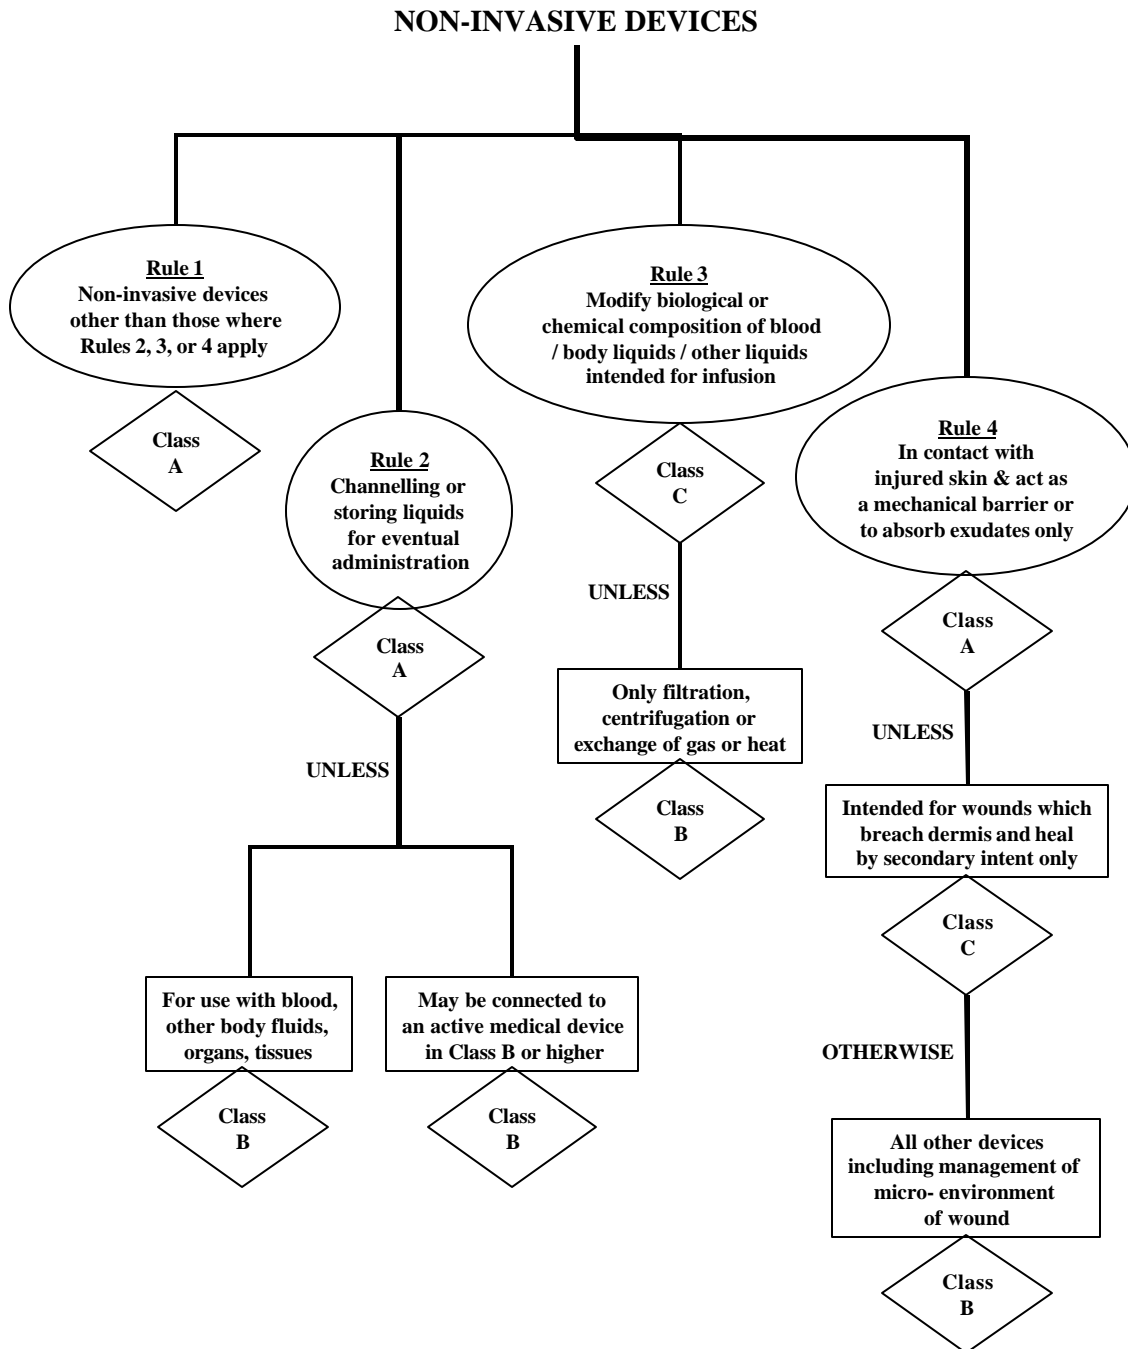 NON-INVASIVE DEVICES
Rule 1
Non-invasive devices
other than those where
Rules 2, 3, or 4 apply
Class
A
Rule 2
Channelling or
storing liquids
for eventual
administration
Class
A
UNLESS
For use with blood,
other body fluids,
organs, tissues
Class
B
May be connected to
an active medical device
in Class B or higher
Class
B
Rule 3
Modify biological or
chemical composition of blood
/ body liquids / other liquids
intended for infusion
Class
C
UNLESS
Only filtration,
centrifugation or
exchange of gas or heat
Class
B
Rule 4
In contact with
injured skin & act as
a mechanical barrier or
to absorb exudates only
Class
A
UNLESS
Intended for wounds which
breach dermis and heal
by secondary intent only
Class
C
OTHERWISE
All other devices
including management of
micro- environment
of wound
Class
B